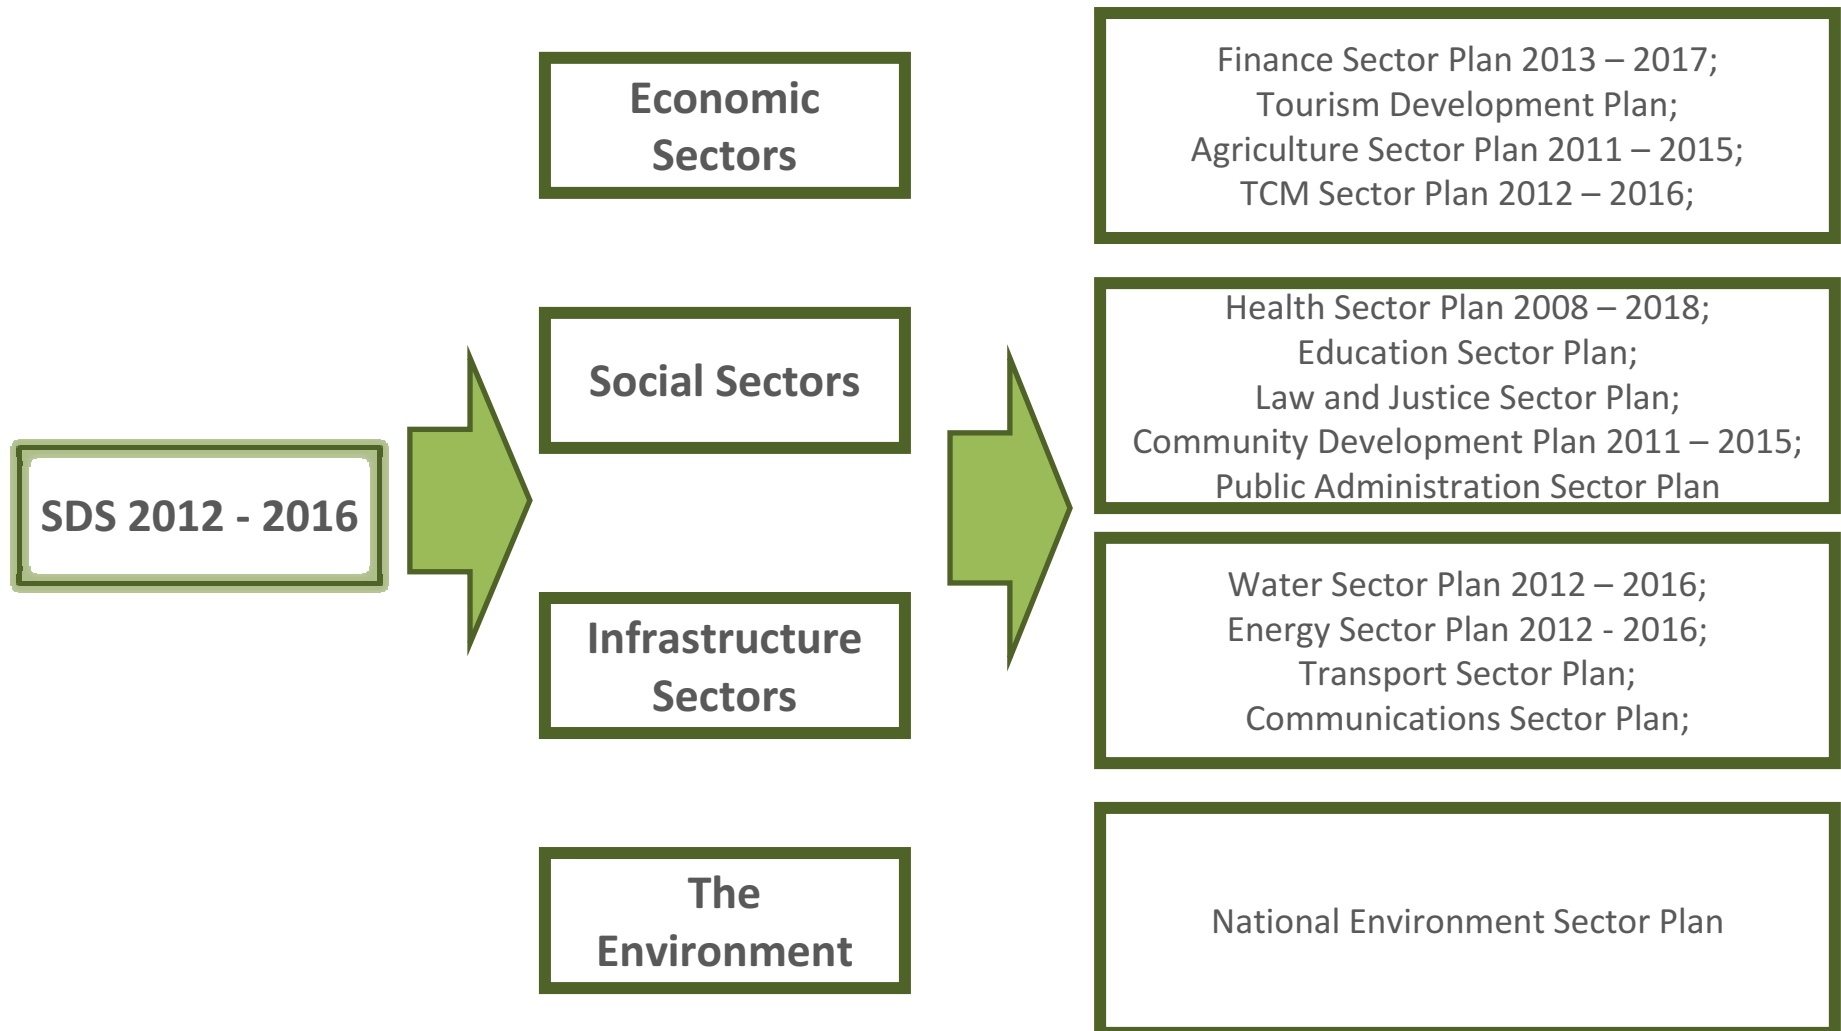 SDS 2012 - 2016
Economic
Sectors
Social Sectors
Infrastructure
Sectors
The
Environment
Finance Sector Plan 2013 – 2017;
Tourism Development Plan;
Agriculture Sector Plan 2011 – 2015;
TCM Sector Plan 2012 – 2016;
Health Sector Plan 2008 – 2018;
Education Sector Plan;
Law and Justice Sector Plan;
Community Development Plan 2011 – 2015;
Public Administration Sector Plan
Water Sector Plan 2012 – 2016;
Energy Sector Plan 2012 - 2016;
Transport Sector Plan;
Communications Sector Plan;
National Environment Sector Plan